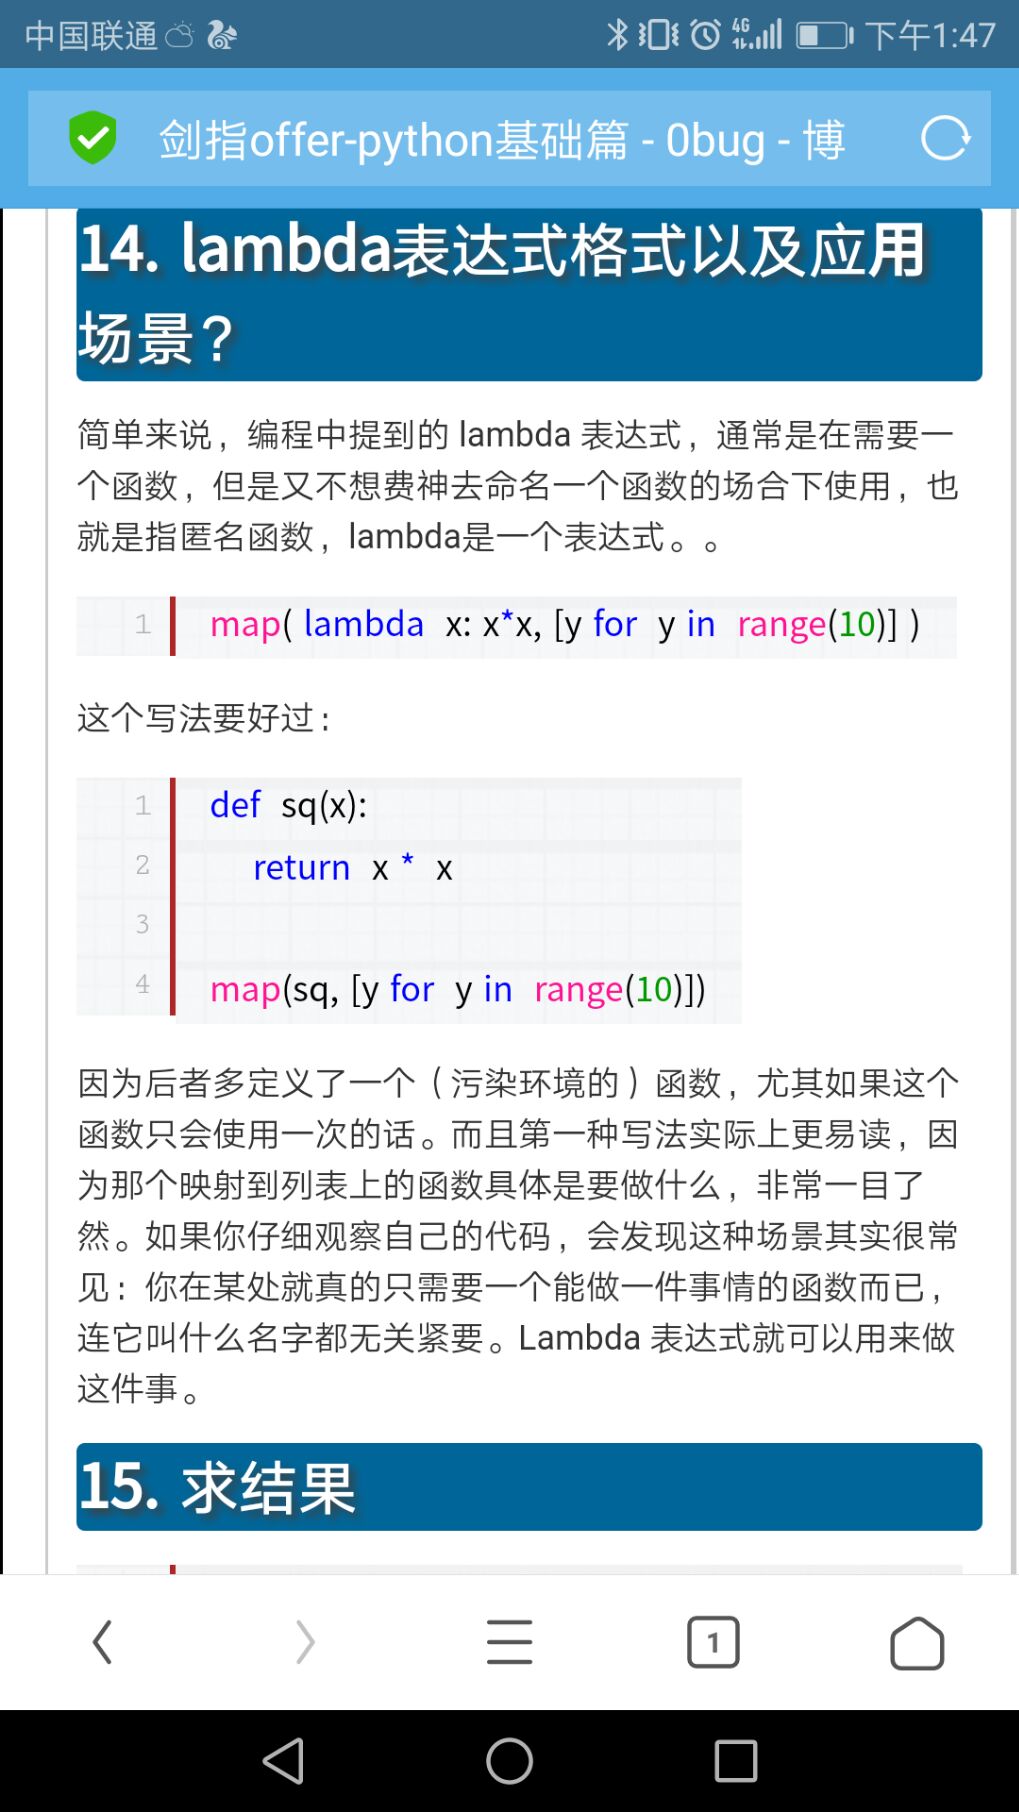 中国联通 4G 下午1:47
剑指offer-python基础篇 - 0bug - 博
14. lambda表达式格式以及应用
场景？
简单来说，编程中提到的 lambda 表达式，通常是在需要一
个函数，但是又不想费神去命名一个函数的场合下使用，也
就是指匿名函数，lambda是一个表达式。。
1 map( lambda x: x*x, [y for y in range(10)] )
这个写法要好过：
1 def sq(x):
2 return x * x
3
4 map(sq, [y for y in range(10)])
因为后者多定义了一个（污染环境的）函数，尤其如果这个
函数只会使用一次的话。而且第一种写法实际上更易读，因
为那个映射到列表上的函数具体是要做什么，非常一目了
然。如果你仔细观察自己的代码，会发现这种场景其实很常
见：你在某处就真的只需要一个能做一件事情的函数而已，
连它叫什么名字都无关紧要。Lambda 表达式就可以用来做
这件事。
15. 求结果
1